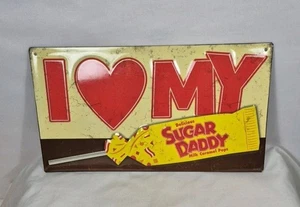 I ♥ MY
Delicious
SUGAR
DADDY
Milk Caramel Pops